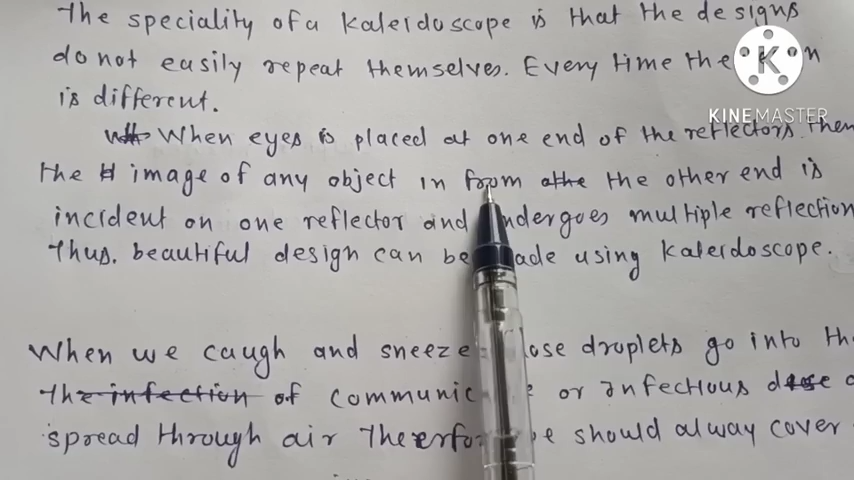 The speciality of a Kaleidoscope is that the designs
do not easily repeat themselves. Every time the
is different.
K
KINEMASTER
When eyes is placed at one end of the reflectors. Then
the image of any object in from the the other end is
incident on one reflector and undergoes multiple reflection
Thus. beautiful design can be made using Kaleidoscope.
When we caugh and sneeze droplets go into th
The infection of communic or Infectious
spread through air Therefor we should alway cover